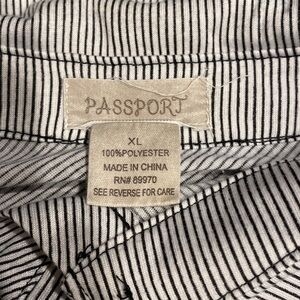 PASSPORT
XL
100%POLYESTER
MADE IN CHINA
RN# 89970
SEE REVERSE FOR CARE